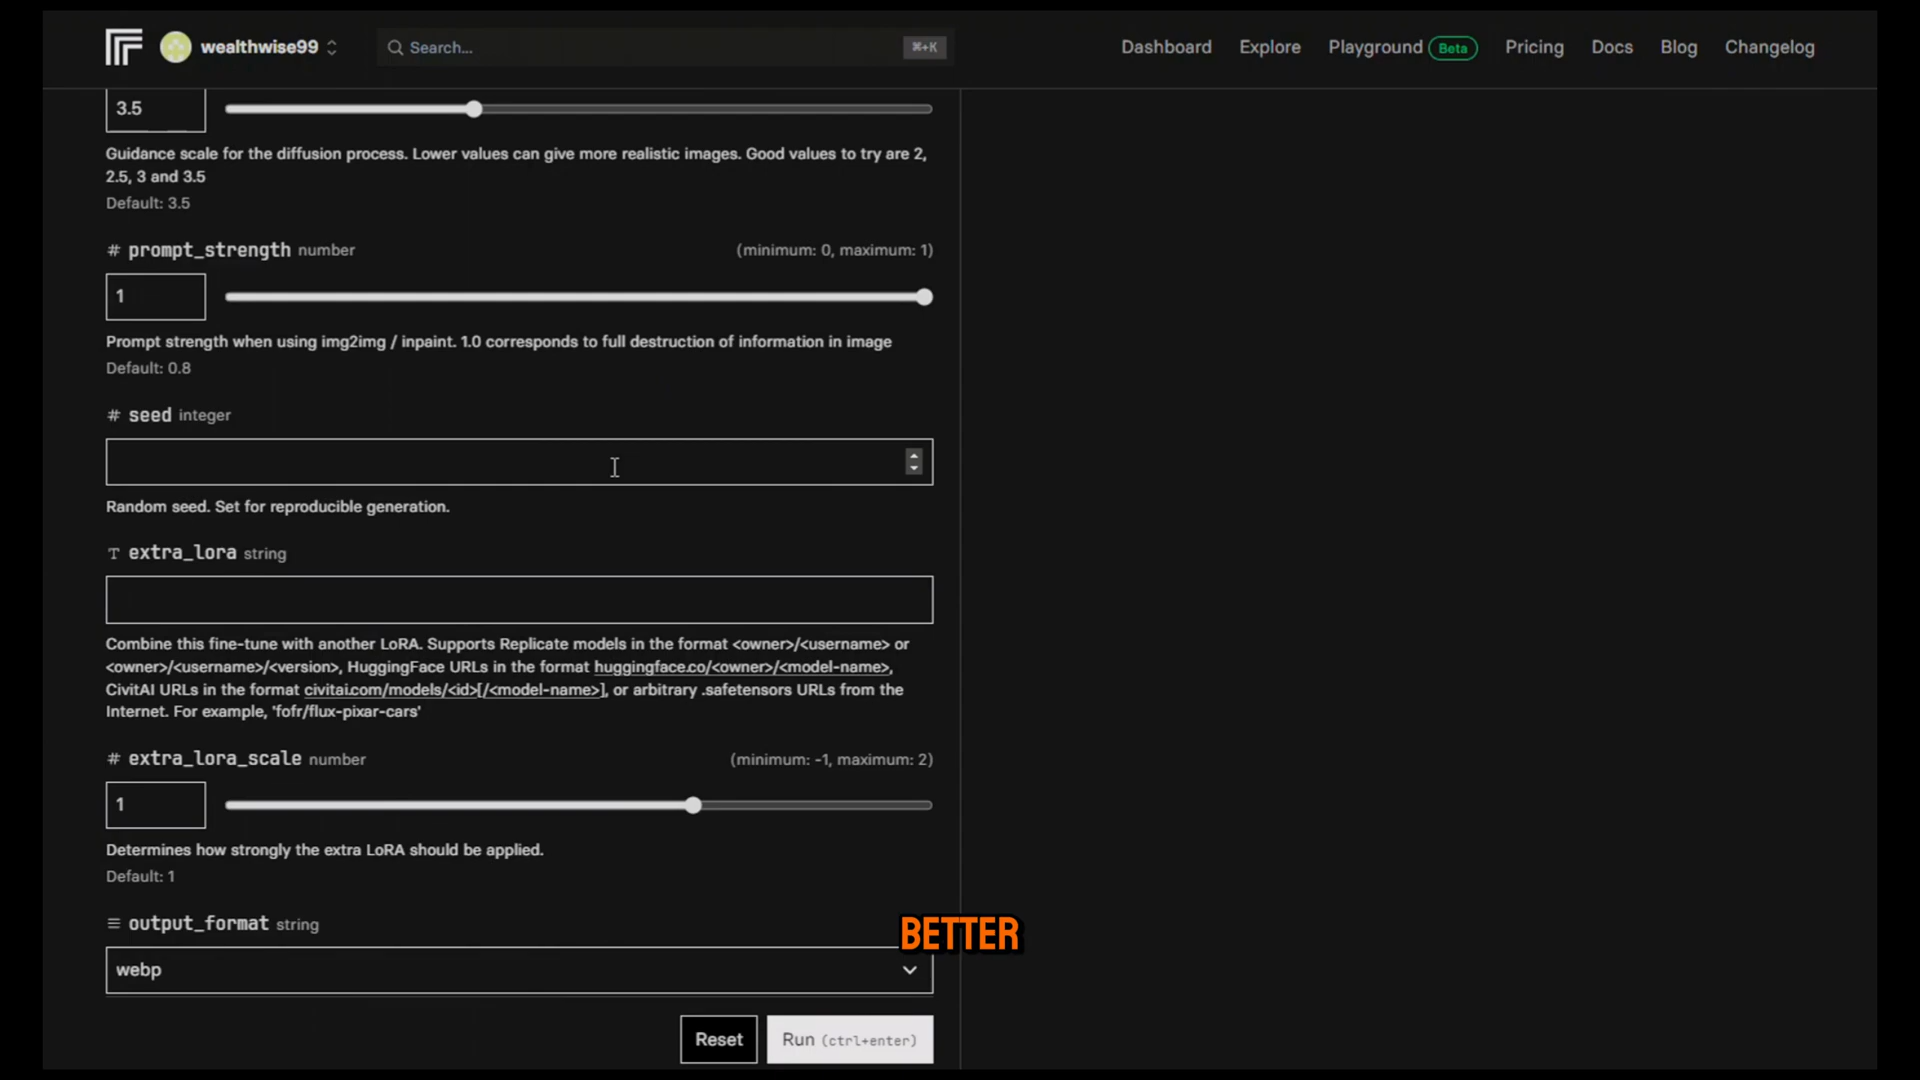 wealthwise99
Search...
⌘+K
Dashboard
Explore
Playground Beta
Pricing
Docs
Blog
Changelog
3.5
Guidance scale for the diffusion process. Lower values can give more realistic images. Good values to try are 2,
2.5, 3 and 3.5
Default: 3.5
# prompt_strength number
(minimum: 0, maximum: 1)
1
Prompt strength when using img2img / inpaint. 1.0 corresponds to full destruction of information in image
Default: 0.8
# seed integer
Random seed. Set for reproducible generation.
T extra_lora string
Combine this fine-tune with another LoRA. Supports Replicate models in the format <owner>/<username> or
<owner>/<username>/<version>, HuggingFace URLs in the format huggingface.co/<owner>/<model-name>,
CivitAI URLs in the format civitai.com/models/<id>[/<model-name>], or arbitrary .safetensors URLs from the
Internet. For example, 'fofr/flux-pixar-cars'
# extra_lora_scale number
(minimum: -1, maximum: 2)
1
Determines how strongly the extra LoRA should be applied.
Default: 1
output_format string
BETTER
webp
Reset
Run (ctrl+enter)